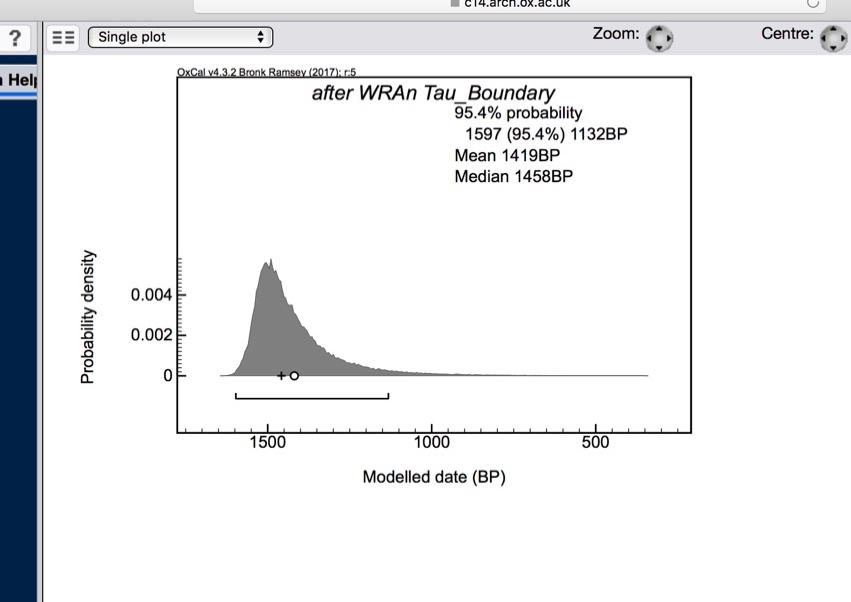 c14.arch.ox.ac.uk
?
Single plot
Zoom:
Centre:
OxCal v4.3.2 Bronk Ramsey (2017); r:5
after WRAn Tau_Boundary
95.4% probability
1597 (95.4%) 1132BP
Mean 1419BP
Median 1458BP
Probability density
0.004
0.002
0
1500 1000 500
Modelled date (BP)